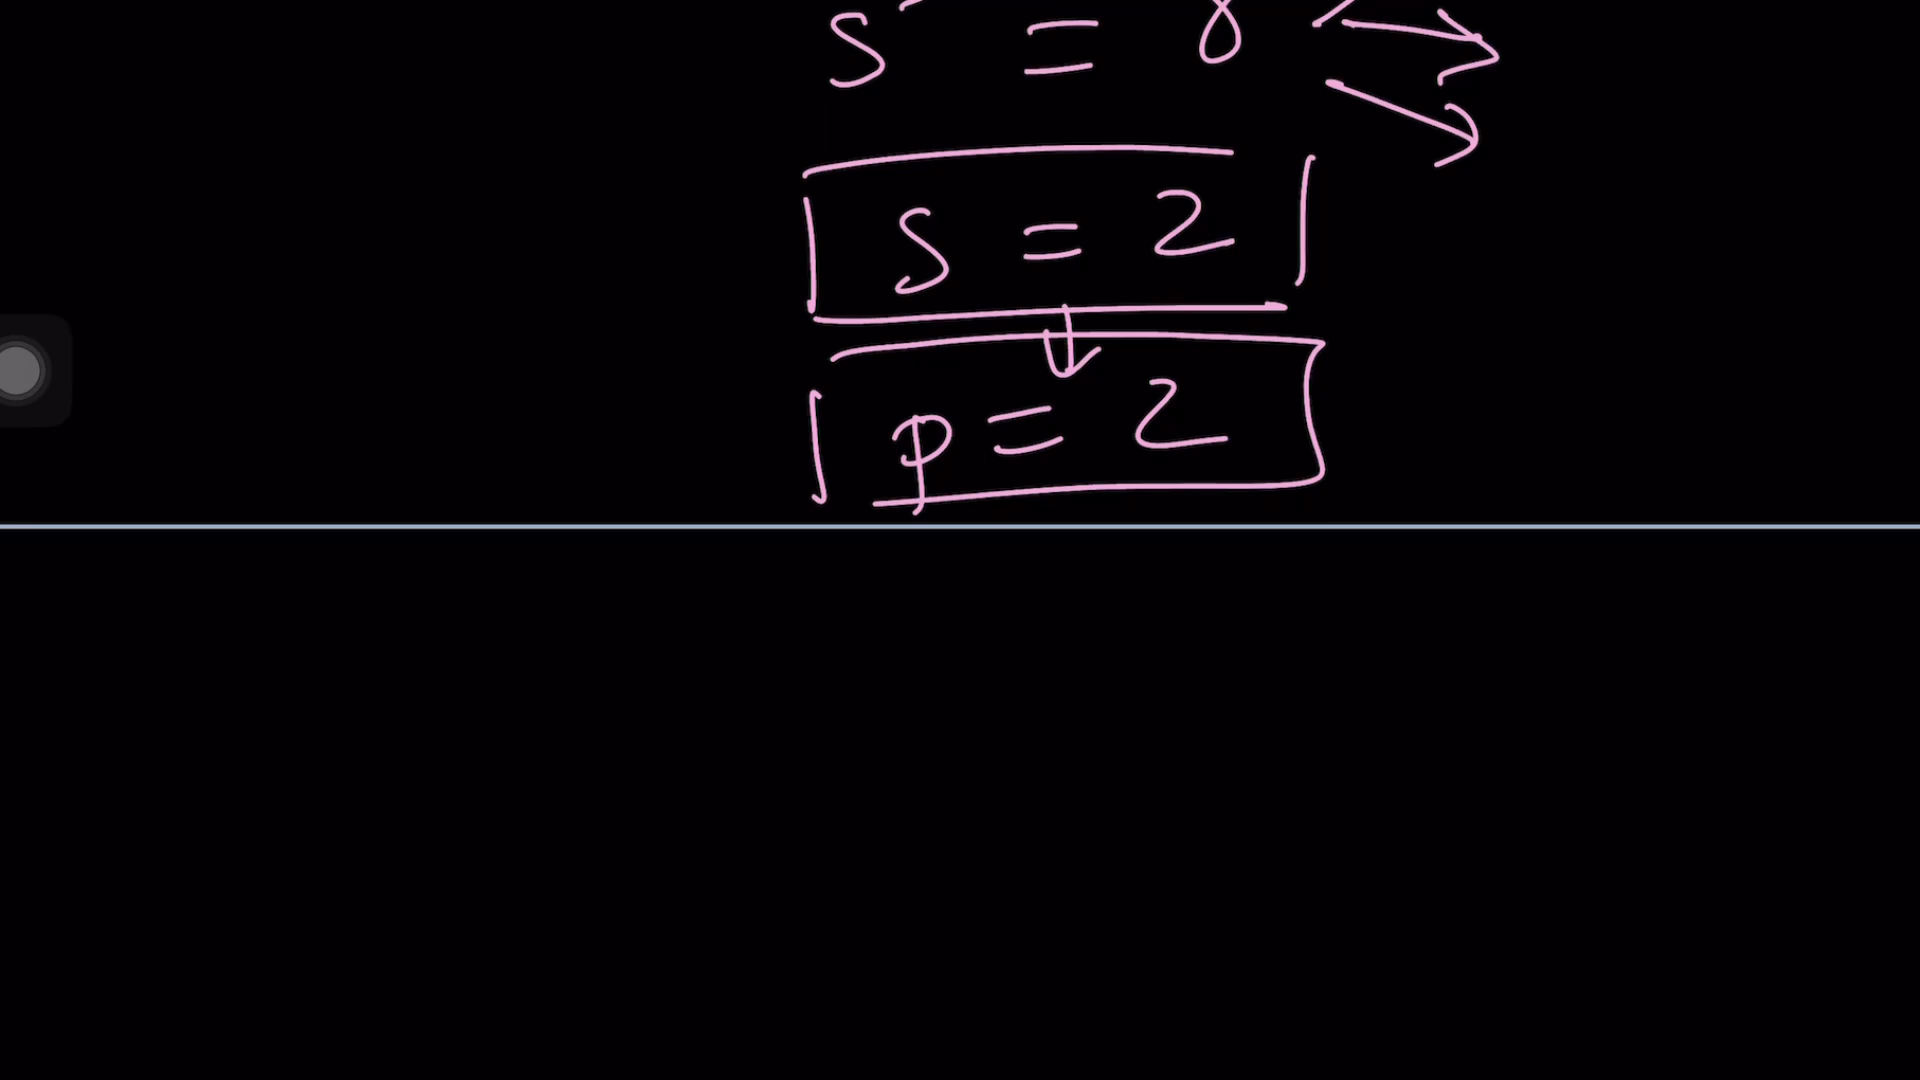 s = 8
s = 2
p = 2